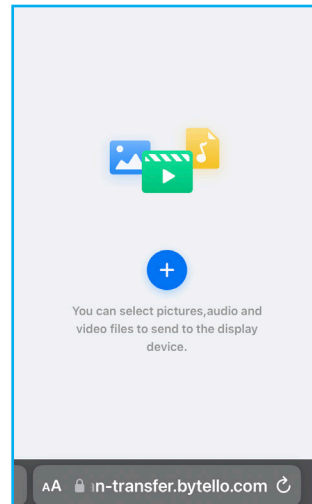 You can select pictures,audio and
video files to send to the display
device.
AA n-transfer.bytello.com